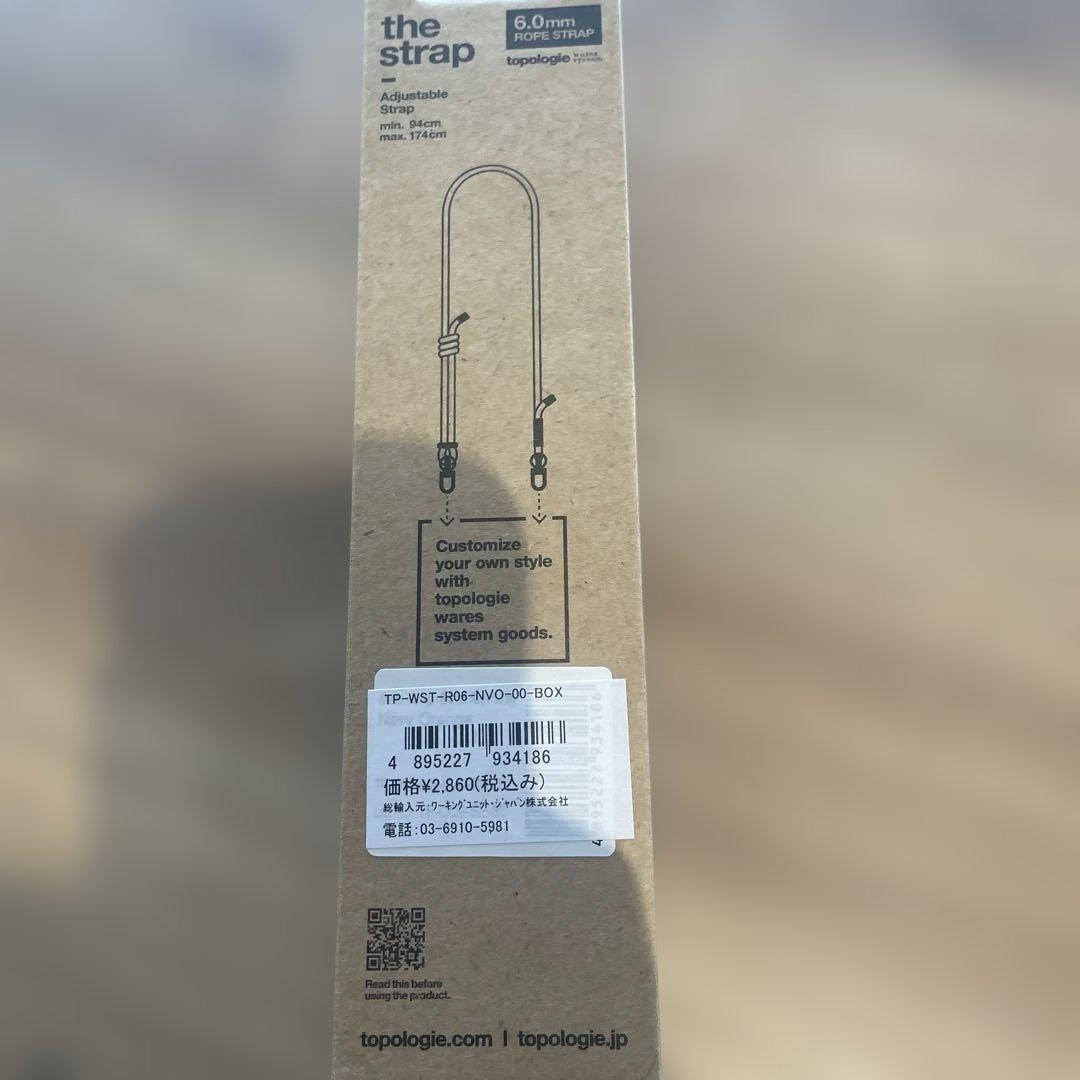 the
strap
6.0mm
ROPE STRAP
topologie wares
system
Adjustable
Strap
min. 94cm
max. 174cm
Customize
your own style
with
topologie
wares
system goods.
TP-WST-R06-NVO-00-BOX
4 895227 934186
価格¥2,860(税込み)
総輸入元:ワーキングユニット・ジャパン株式会社
電話:03-6910-5981
Read this before
using the product.
topologie.com | topologie.jp